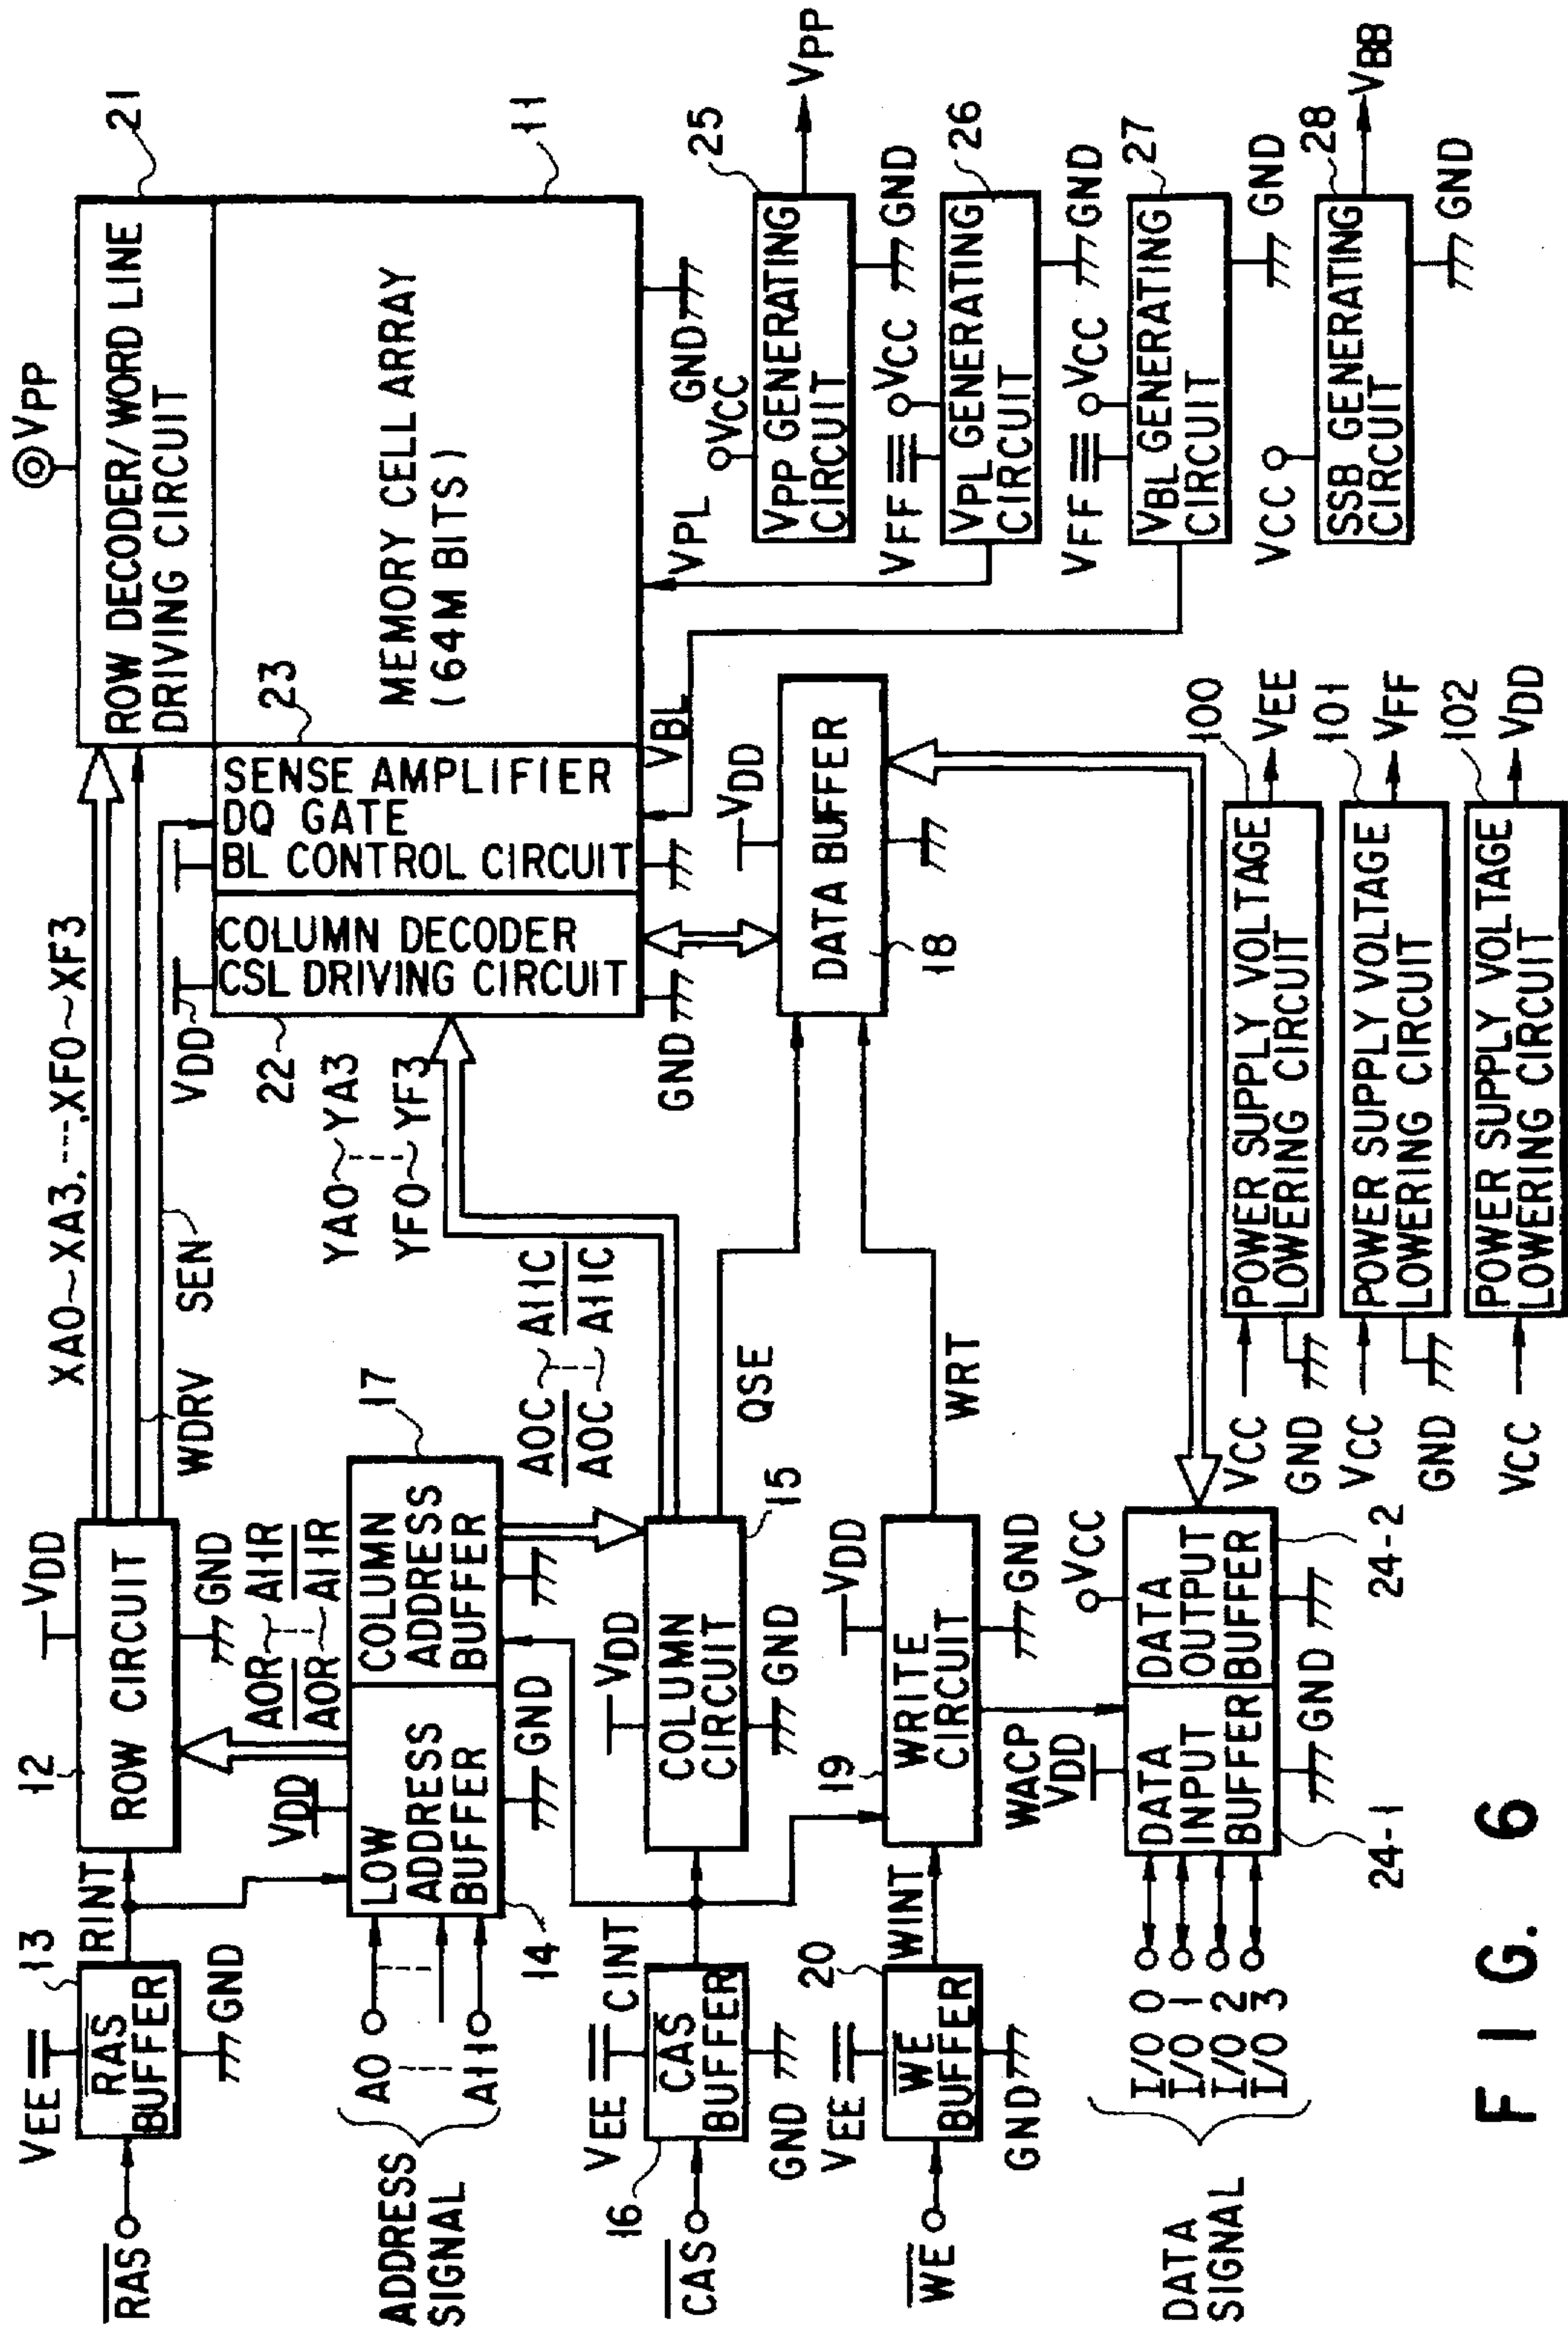 RAS
VEE
13
RAS
BUFFER
GND
RINT
12
ROW CIRCUIT
VDD
GND
XA0~XA3,---,XF0~XF3
WDRV
SEN
VPP
ROW DECODER/WORD LINE
DRIVING CIRCUIT
21
MEMORY CELL ARRAY
(64M BITS)
11
23
SENSE AMPLIFIER
DQ GATE
BL CONTROL CIRCUIT
COLUMN DECODER
CSL DRIVING CIRCUIT
VDD
22
GND
GND
VPL
VBL
ADDRESS
SIGNAL
A0
A11
VDD
LOW
ADDRESS
BUFFER
14
GND
COLUMN
ADDRESS
BUFFER
17
A0R~A11R
A0R~A11R
A0C~A11C
A0C~A11C
YA0~YA3
YF0~YF3
CAS
16
VEE
CINT
CAS
BUFFER
GND
VDD
COLUMN
CIRCUIT
15
GND
QSE
WE
VEE
20
WE
BUFFER
GND
WINT
19
WRITE
CIRCUIT
VDD
GND
WRT
WACP
VDD
DATA BUFFER
18
DATA
SIGNAL
I/O 0
I/O 1
I/O 2
I/O 3
VDD
DATA
INPUT
BUFFER
24-1
GND
VCC
DATA
OUTPUT
BUFFER
24-2
VCC
VPP GENERATING
CIRCUIT
25
VPP
GND
VFF
VCC
VPL GENERATING
CIRCUIT
26
GND
VFF
VCC
VBL GENERATING
CIRCUIT
27
GND
VCC
SSB GENERATING
CIRCUIT
28
VBB
GND
VCC
GND
POWER SUPPLY VOLTAGE
LOWERING CIRCUIT
100
VEE
VCC
GND
POWER SUPPLY VOLTAGE
LOWERING CIRCUIT
101
VFF
VCC
POWER SUPPLY VOLTAGE
LOWERING CIRCUIT
102
VDD
FIG. 6